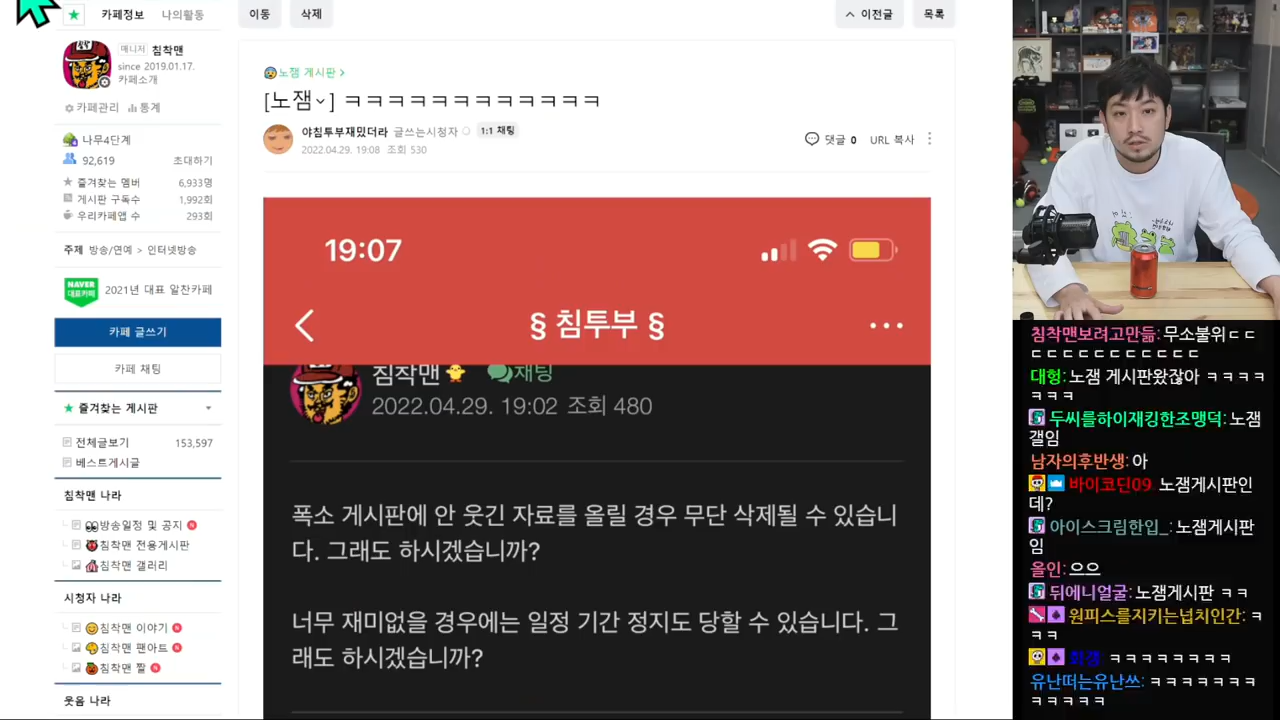 카페정보 나의활동
이동 삭제
이전글 목록
매니저 침착맨
since 2019.01.17.
카페소개
카페관리 통계
나무4단계
92,619 초대하기
즐겨찾는 멤버 6,933명
게시판 구독수 1,992회
우리카페앱 수 293회
주제 방송/연예 > 인터넷방송
NAVER
대표카페
2021년 대표 알찬카페
카페 글쓰기
카페 채팅
즐겨찾는 게시판
전체글보기 153,597
베스트게시글
침착맨 나라
방송일정 및 공지 N
침착맨 전용게시판
침착맨 갤러리
시청자 나라
침착맨 이야기 N
침착맨 팬아트 N
침착맨 짤 N
웃음 나라
노잼 게시판 >
[노잼] ㅋㅋㅋㅋㅋㅋㅋㅋㅋㅋㅋㅋ
야침투부재밌더라 글쓰는시청자 1:1 채팅
2022.04.29. 19:08 조회 530
댓글 0 URL 복사
19:07
§ 침투부 §
침착맨 채팅
2022.04.29. 19:02 조회 480
폭소 게시판에 안 웃긴 자료를 올릴 경우 무단 삭제될 수 있습니
다. 그래도 하시겠습니까?
너무 재미없을 경우에는 일정 기간 정지도 당할 수 있습니다. 그
래도 하시겠습니까?
침착맨보려고만듦: 무소불위ㄷㄷ
ㄷㄷㄷㄷㄷㄷㄷㄷㄷㄷㄷ
대헝: 노잼 게시판왔잖아 ㅋㅋㅋㅋ
ㅋㅋㅋ
두씨를하이재킹한조맹덕: 노잼
갤임
남자의후반생: 아
바이코딘09: 노잼게시판인
데?
아이스크림한입_: 노잼게시판
임
올인: 으으
뒤에니얼굴: 노잼게시판 ㅋㅋ
원피스를지키는넙치인간: ㅋ
ㅋㅋ
ㅋㅋㅋㅋㅋㅋㅋㅋ
유난떠는유난쓰: ㅋㅋㅋㅋㅋㅋㅋ
ㅋㅋㅋㅋㅋ